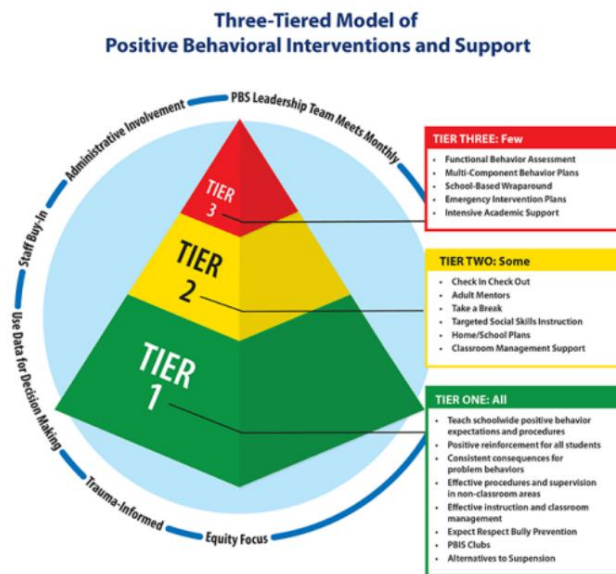 Three-Tiered Model of
Positive Behavioral Interventions and Support
PBS Leadership Team Meets Monthly
Administrative Involvement
Staff Buy-In
Use Data for Decision Making
Trauma-Informed
Equity Focus
TIER
3
TIER
2
TIER
1
TIER THREE: Few
• Functional Behavior Assessment
• Multi-Component Behavior Plans
• School-Based Wraparound
• Emergency Intervention Plans
• Intensive Academic Support
TIER TWO: Some
• Check In Check Out
• Adult Mentors
• Take a Break
• Targeted Social Skills Instruction
• Home/School Plans
• Classroom Management Support
TIER ONE: All
• Teach schoolwide positive behavior
expectations and procedures
• Positive reinforcement for all students
• Consistent consequences for
problem behaviors
• Effective procedures and supervision
in non-classroom areas
• Effective instruction and classroom
management
• Expect Respect Bully Prevention
• PBIS Clubs
• Alternatives to Suspension